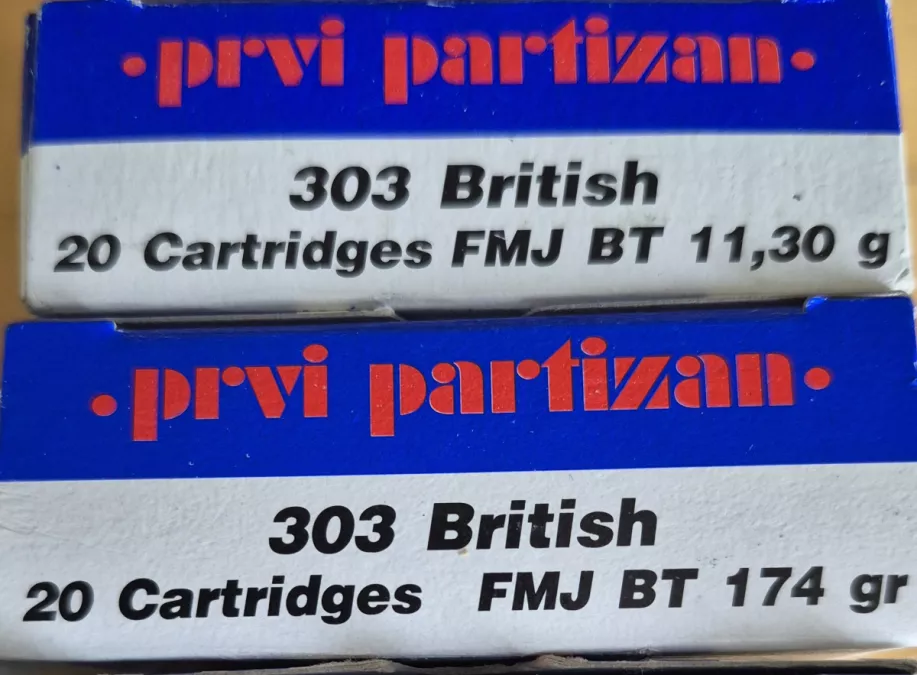 •prvi partizan•
303 British
20 Cartridges FMJ BT 11,30 g
•prvi partizan•
303 British
20 Cartridges FMJ BT 174 gr